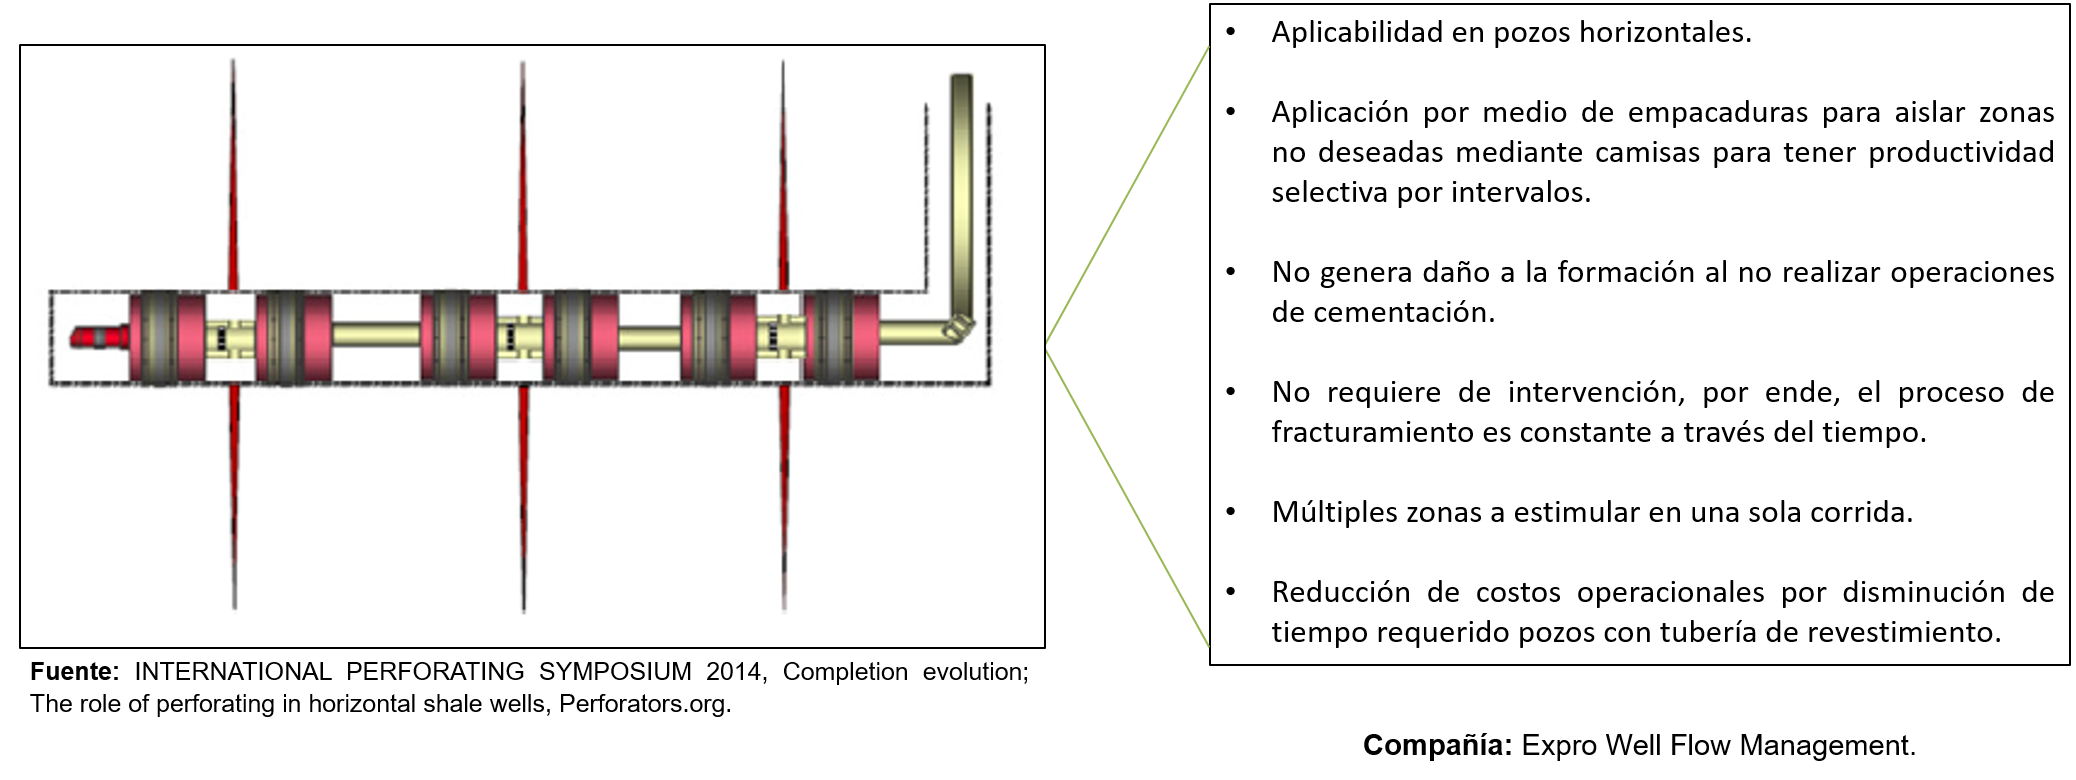 • Aplicabilidad en pozos horizontales.
• Aplicación por medio de empacaduras para aislar zonas
no deseadas mediante camisas para tener productividad
selectiva por intervalos.
• No genera daño a la formación al no realizar operaciones
de cementación.
• No requiere de intervención, por ende, el proceso de
fracturamiento es constante a través del tiempo.
• Múltiples zonas a estimular en una sola corrida.
• Reducción de costos operacionales por disminución de
tiempo requerido pozos con tubería de revestimiento.
Fuente: INTERNATIONAL PERFORATING SYMPOSIUM 2014, Completion evolution;
The role of perforating in horizontal shale wells, Perforators.org.
Compañía: Expro Well Flow Management.